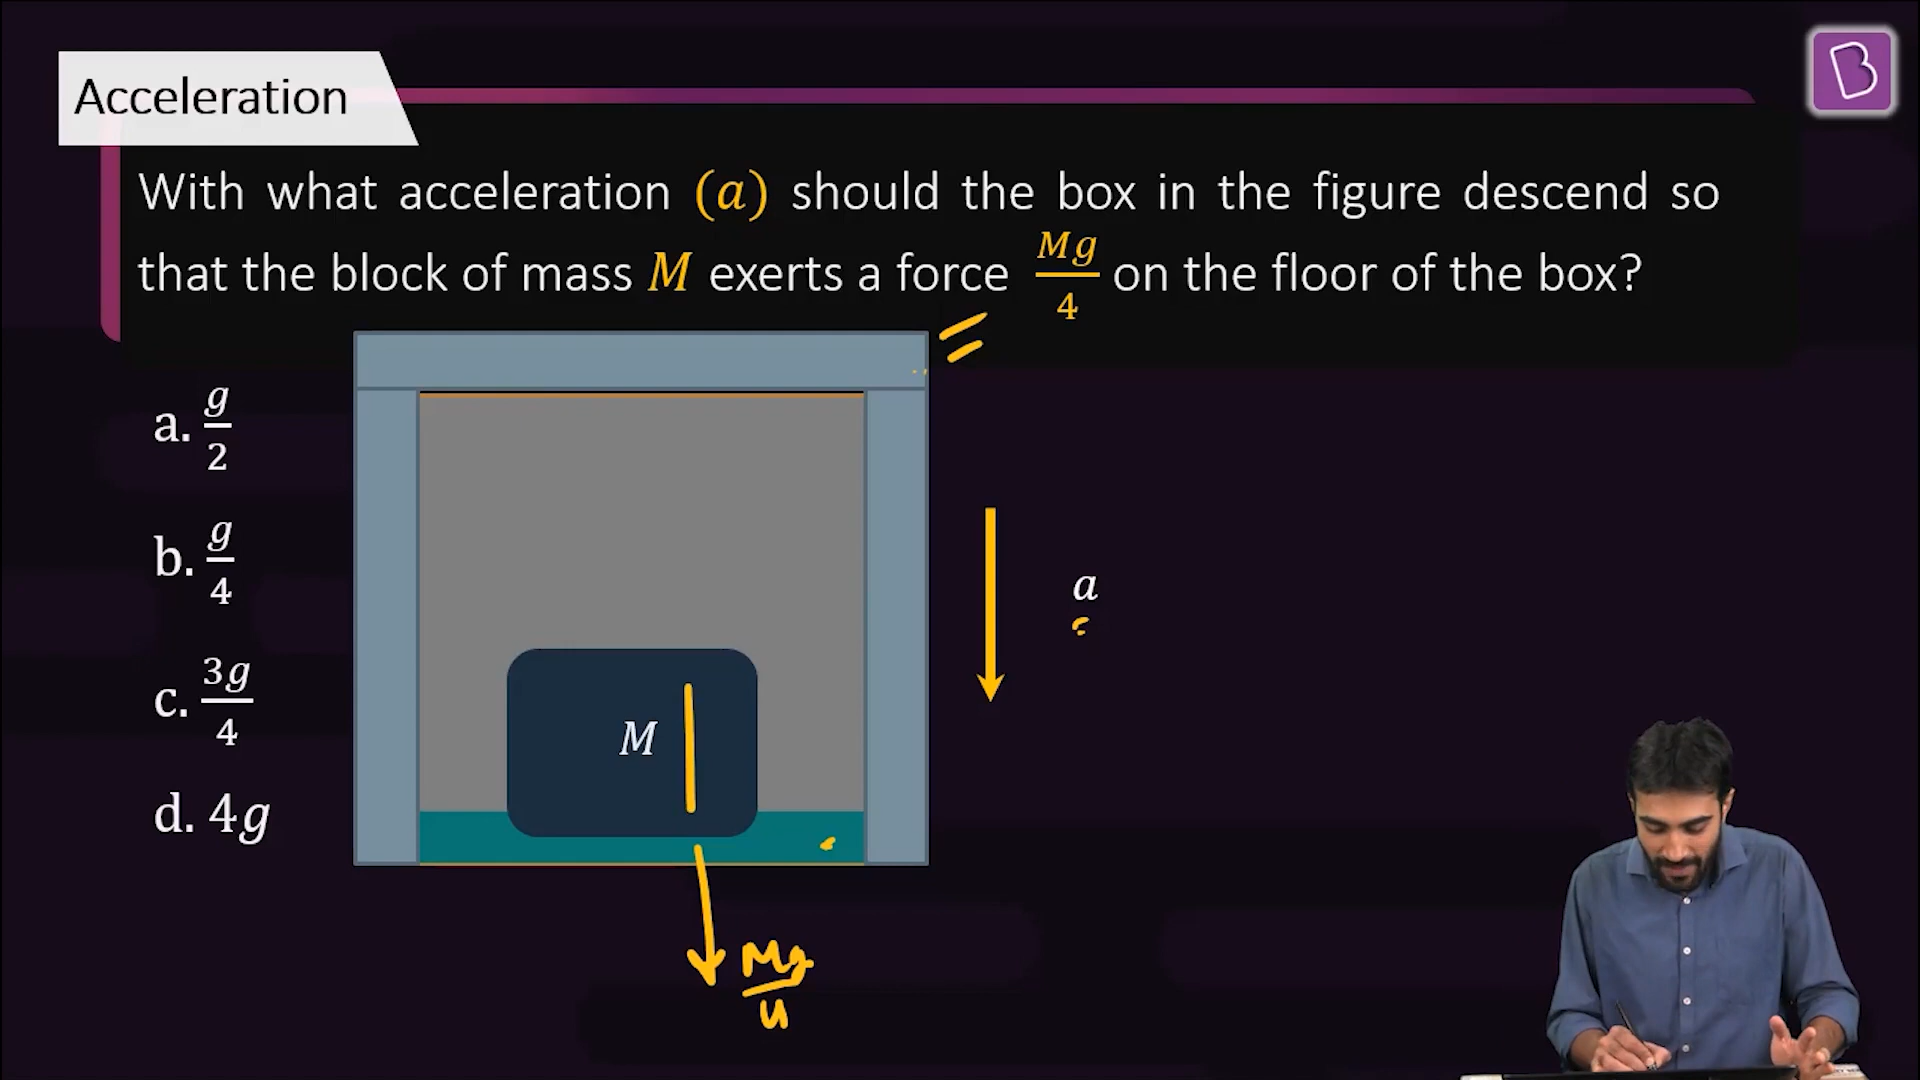 Acceleration
B
With what acceleration (a) should the box in the figure descend so
that the block of mass M exerts a force Mg/4 on the floor of the box?
a. g/2
b. g/4
c. 3g/4
d. 4g
M
a
?
Mg/4